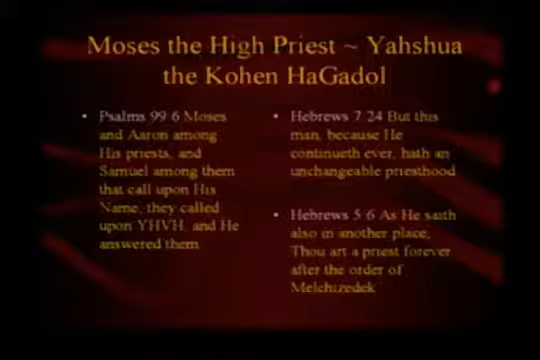 Moses the High Priest ~ Yahshua
the Kohen HaGadol
• Psalms 99 6 Moses
and Aaron among
His priests, and
Samuel among them
that call upon His
Name, they called
upon YHVH, and He
answered them
• Hebrews 7 24 But this
man, because He
continueth ever, hath an
unchangeable priesthood
• Hebrews 5 6 As He saith
also in another place,
Thou art a priest forever
after the order of
Melchizedek